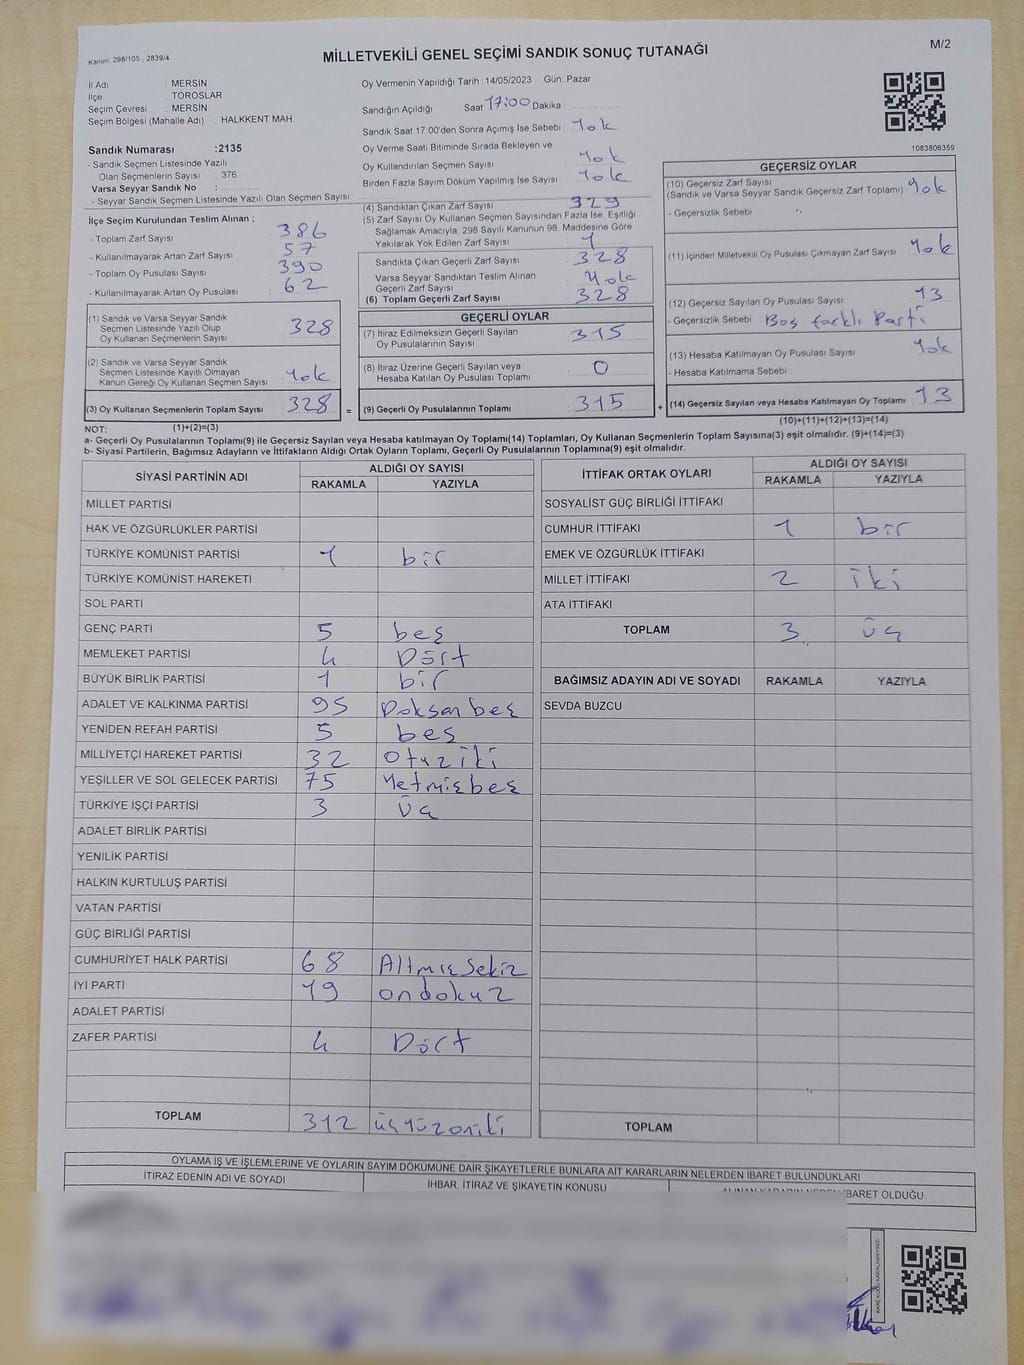 Kanun: 298/105 , 2839/4
MİLLETVEKİLİ GENEL SEÇİMİ SANDIK SONUÇ TUTANAĞI
M/2
İl Adı : MERSİN
İlçe : TOROSLAR
Seçim Çevresi : MERSİN
Seçim Bölgesi (Mahalle Adı) : HALKKENT MAH.
Sandık Numarası :2135
- Sandık Seçmen Listesinde Yazılı
Olan Seçmenlerin Sayısı : 376
Varsa Seyyar Sandık No :
- Seyyar Sandık Seçmen Listesinde Yazılı Olan Seçmen Sayısı:
Oy Vermenin Yapıldığı Tarih :14/05/2023 Gün: Pazar
Sandığın Açıldığı Saat:17:00 Dakika:
Sandık Saat 17:00'den Sonra Açımış İse Sebebi : Yok
Oy Verme Saati Bitiminde Sırada Bekleyen ve
Oy Kullandırılan Seçmen Sayısı : Yok
Birden Fazla Sayım Döküm Yapılmış İse Sayısı : Yok
1083806359
İlçe Seçim Kurulundan Teslim Alınan ;
- Toplam Zarf Sayısı : 386
- Kullanılmayarak Artan Zarf Sayısı : 57
- Toplam Oy Pusulası Sayısı : 390
- Kullanılmayarak Artan Oy Pusulası : 62
(4) Sandıktan Çıkan Zarf Sayısı : 329
(5) Zarf Sayısı Oy Kullanan Seçmen Sayısından Fazla İse, Eşitliği
Sağlamak Amacıyla, 298 Sayılı Kanunun 98. Maddesine Göre
Yakılarak Yok Edilen Zarf Sayısı : 1
Sandıkta Çıkan Geçerli Zarf Sayısı : 328
Varsa Seyyar Sandıktan Teslim Alınan
Geçerli Zarf Sayısı : Yok
(6) Toplam Geçerli Zarf Sayısı : 328
GEÇERSİZ OYLAR
(10) Geçersiz Zarf Sayısı
(Sandık ve Varsa Seyyar Sandık Geçersiz Zarf Toplamı) : Yok
- Geçersizlik Sebebi :
(11) İçinden Milletvekili Oy Pusulası Çıkmayan Zarf Sayısı : Yok
(12) Geçersiz Sayılan Oy Pusulası Sayısı : 13
- Geçersizlik Sebebi : Boş farklı Parti
(13) Hesaba Katılmayan Oy Pusulası Sayısı : Yok
- Hesaba Katılmama Sebebi :
(14) Geçersiz Sayılan veya Hesaba Katılmayan Oy Toplamı : 13
(10)+(11)+(12)+(13)=(14)
(1) Sandık ve Varsa Seyyar Sandık
Seçmen Listesinde Yazılı Olup
Oy Kullanan Seçmenlerin Sayısı : 328
(2) Sandık ve Varsa Seyyar Sandık
Seçmen Listesinde Kayıtlı Olmayan
Kanun Gereği Oy Kullanan Seçmen Sayısı : Yok
(3) Oy Kullanan Seçmenlerin Toplam Sayısı : 328 =
GEÇERLİ OYLAR
(7) İtiraz Edilmeksizin Geçerli Sayılan
Oy Pusulalarının Sayısı : 315
(8) İtiraz Üzerine Geçerli Sayılan veya
Hesaba Katılan Oy Pusulası Toplamı : 0
(9) Geçerli Oy Pusulalarının Toplamı : 315 +
NOT: (1)+(2)=(3)
a- Geçerli Oy Pusulalarının Toplamı(9) ile Geçersiz Sayılan veya Hesaba katılmayan Oy Toplamı(14) Toplamları, Oy Kullanan Seçmenlerin Toplam Sayısına(3) eşit olmalıdır. (9)+(14)=(3)
b- Siyasi Partilerin, Bağımsız Adayların ve İttifakların Aldığı Ortak Oyların Toplamı, Geçerli Oy Pusulalarının Toplamına(9) eşit olmalıdır.
SİYASİ PARTİNİN ADI ALDIĞI OY SAYISI
RAKAMLA YAZIYLA
MİLLET PARTİSİ
HAK VE ÖZGÜRLÜKLER PARTİSİ
TÜRKİYE KOMÜNİST PARTİSİ 1 bir
TÜRKİYE KOMÜNİST HAREKETİ
SOL PARTİ
GENÇ PARTİ 5 beş
MEMLEKET PARTİSİ 4 Dört
BÜYÜK BİRLİK PARTİSİ 1 bir
ADALET VE KALKINMA PARTİSİ 95 Doksan beş
YENİDEN REFAH PARTİSİ 5 beş
MİLLİYETÇİ HAREKET PARTİSİ 32 Otuziki
YEŞİLLER VE SOL GELECEK PARTİSİ 75 Yetmişbeş
TÜRKİYE İŞÇİ PARTİSİ 3 Üç
ADALET BİRLİK PARTİSİ
YENİLİK PARTİSİ
HALKIN KURTULUŞ PARTİSİ
VATAN PARTİSİ
GÜÇ BİRLİĞİ PARTİSİ
CUMHURİYET HALK PARTİSİ 68 Altmışsekiz
İYİ PARTİ 19 ondokuz
ADALET PARTİSİ
ZAFER PARTİSİ 4 Dört
TOPLAM 312 üçyüzoniki
İTTİFAK ORTAK OYLARI ALDIĞI OY SAYISI
RAKAMLA YAZIYLA
SOSYALİST GÜÇ BİRLİĞİ İTTİFAKI
CUMHUR İTTİFAKI 1 bir
EMEK VE ÖZGÜRLÜK İTTİFAKI
MİLLET İTTİFAKI 2 iki
ATA İTTİFAKI
TOPLAM 3 üç
BAĞIMSIZ ADAYIN ADI VE SOYADI RAKAMLA YAZIYLA
SEVDA BUZCU
TOPLAM
OYLAMA İŞ VE İŞLEMLERİNE VE OYLARIN SAYIM DÖKÜMÜNE DAİR ŞİKAYETLERLE BUNLARA AİT KARARLARIN NELERDEN İBARET BULUNDUKLARI
İTİRAZ EDENİN ADI VE SOYADI İHBAR, İTİRAZ VE ŞİKAYETİN KONUSU ALINAN KARARIN NEDEN İBARET OLDUĞU